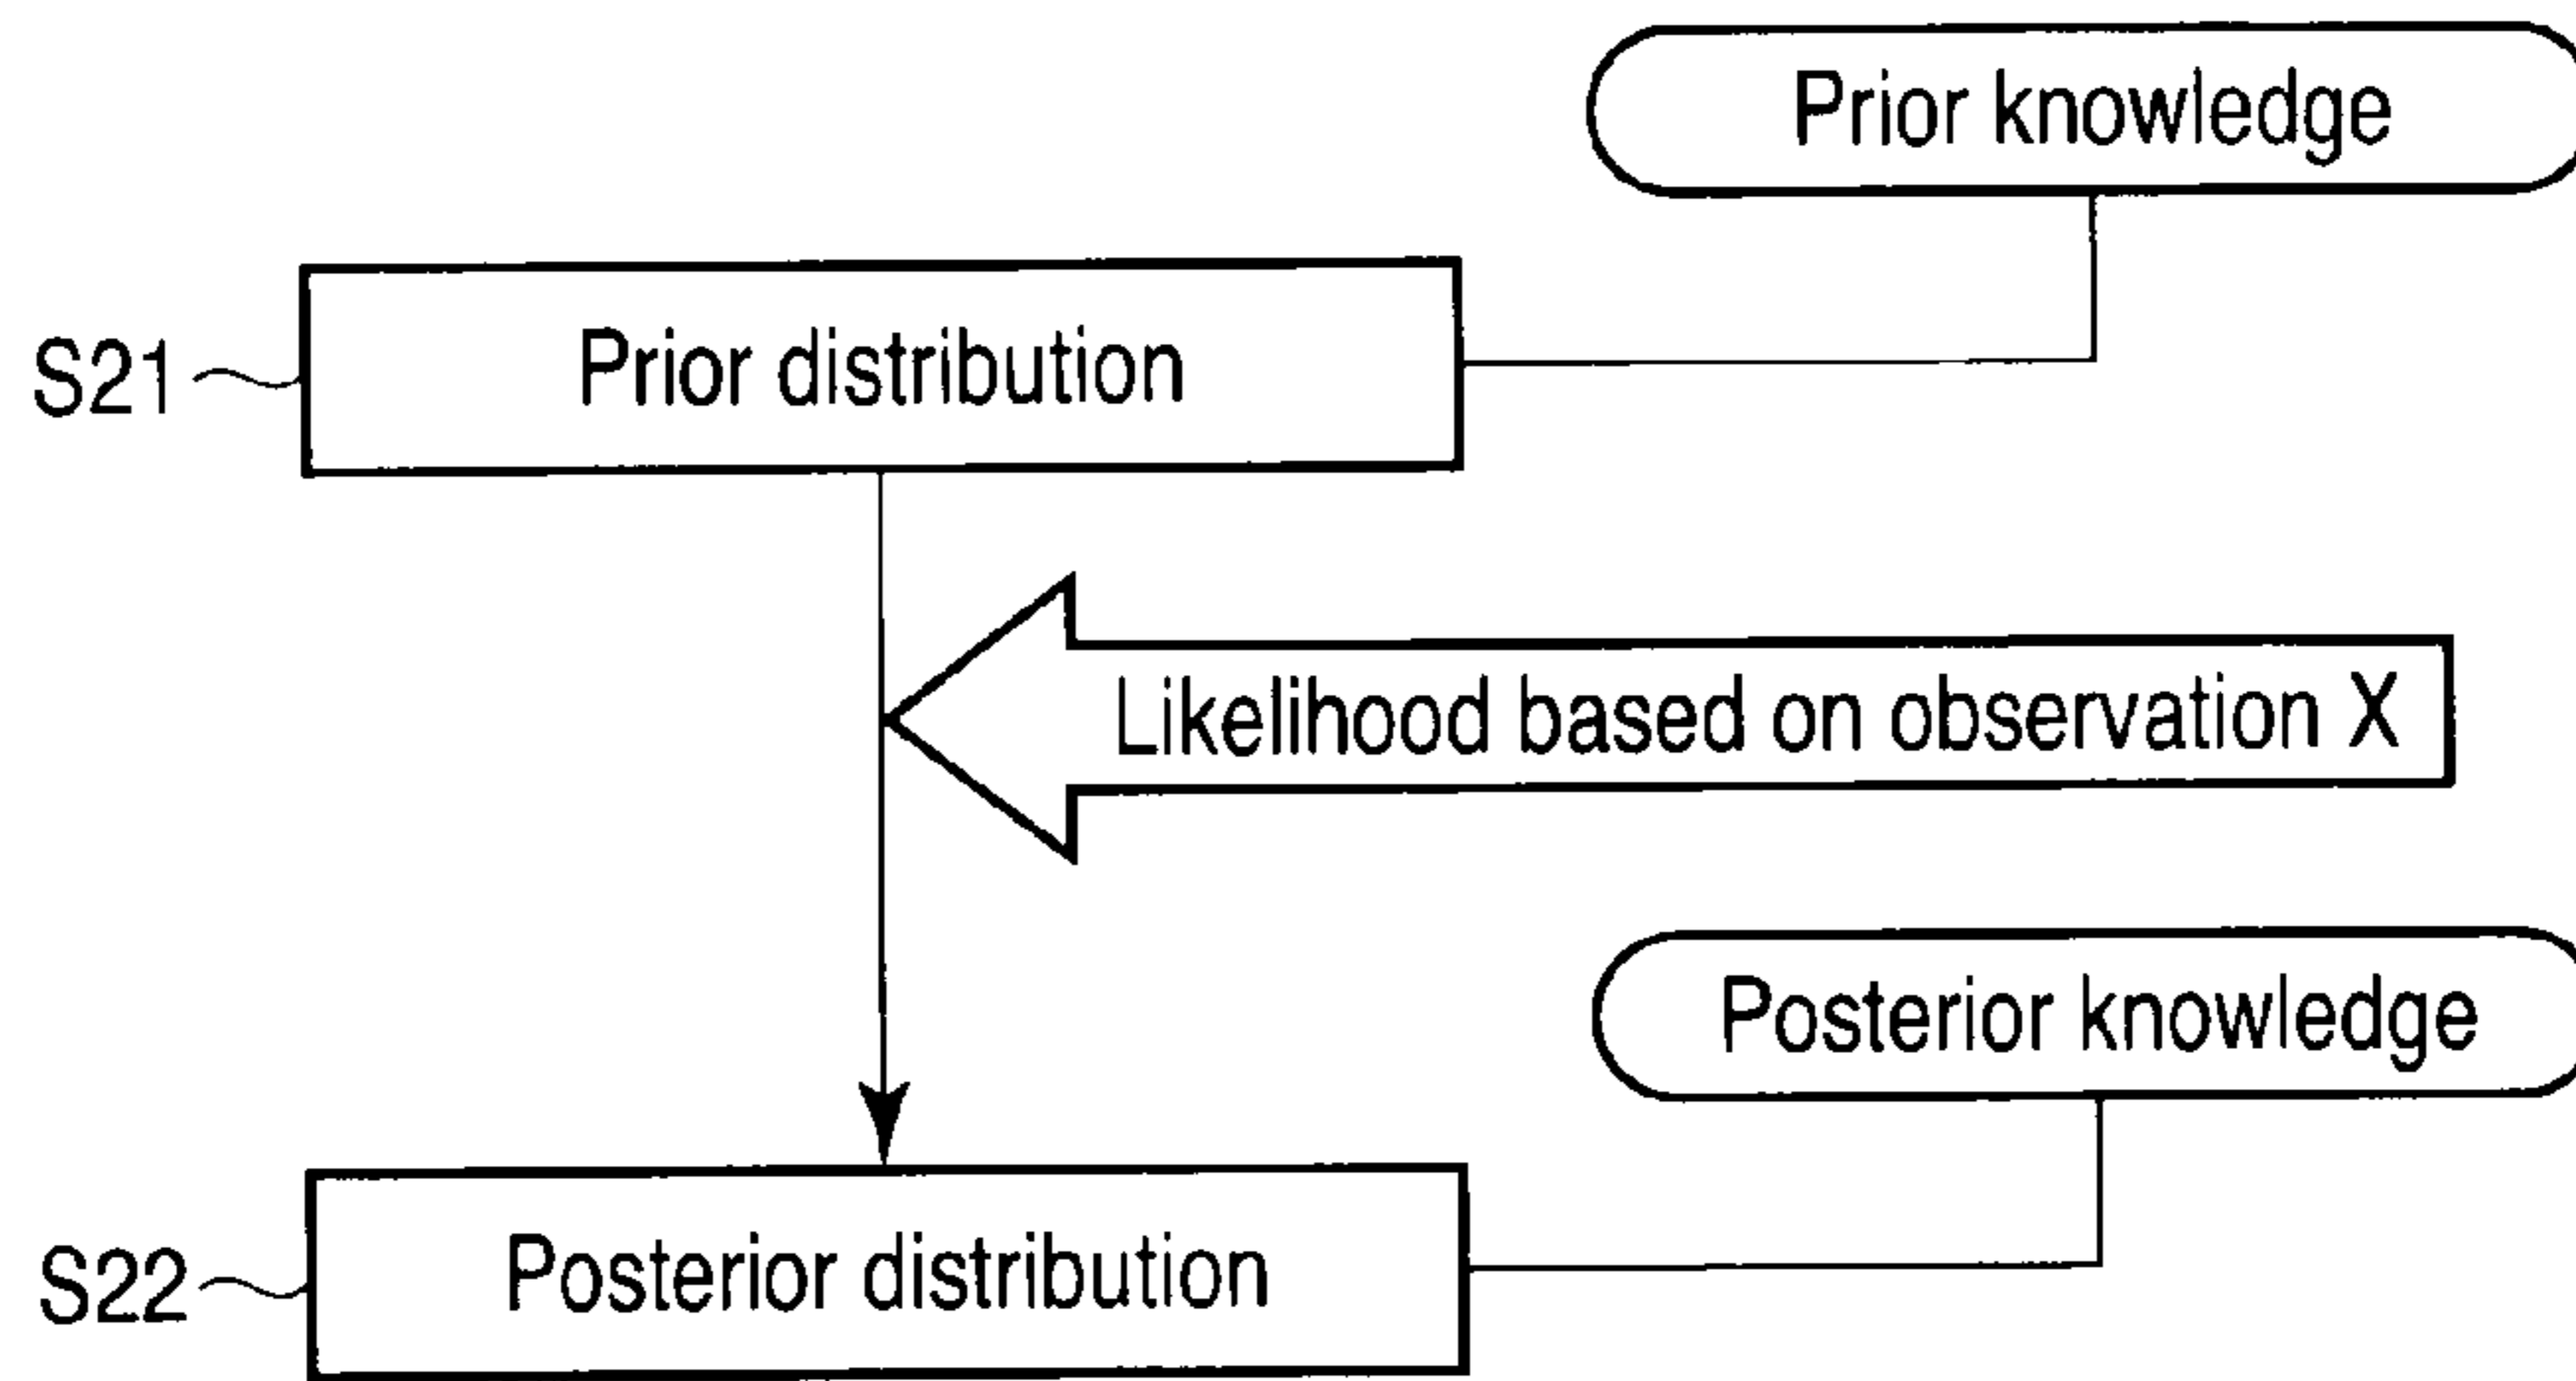 Prior knowledge
S21
Prior distribution
Likelihood based on observation X
Posterior knowledge
S22
Posterior distribution